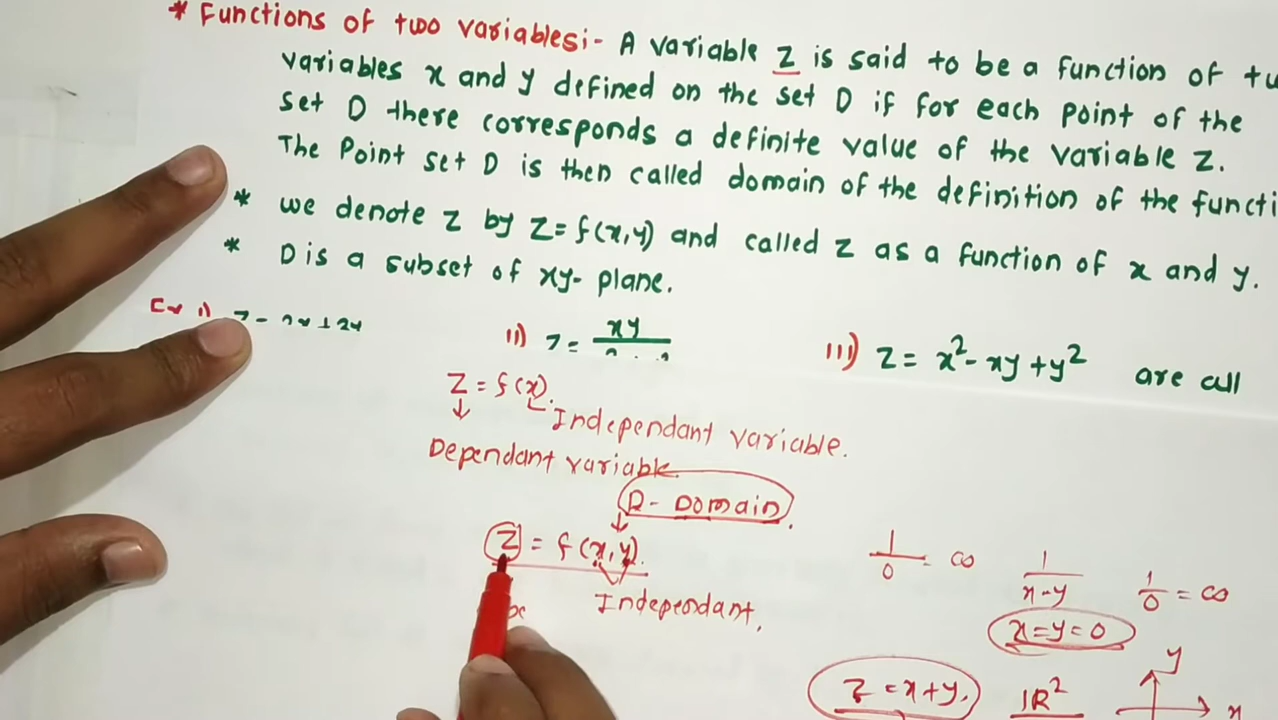 * Functions of two variables:- A variable Z is said to be a function of
variables x and y defined on the set D if for each point of the
set D there corresponds a definite value of the variable Z.
The Point set D is then called domain of the definition of the
* we denote Z by Z=f(x,y) and called Z as a function of x and y.
* D is a subset of xy- plane.
ii) Z = xy iii) Z = x²-xy+y² are call
Z = f(x).
Independant variable.
Dependant variable.
D- Domain.
Z = f(x,y).
Independant,
1/0 = ∞ 1/x-y 1/0 = ∞
x=y=0
Z = x+y, IR² y
x